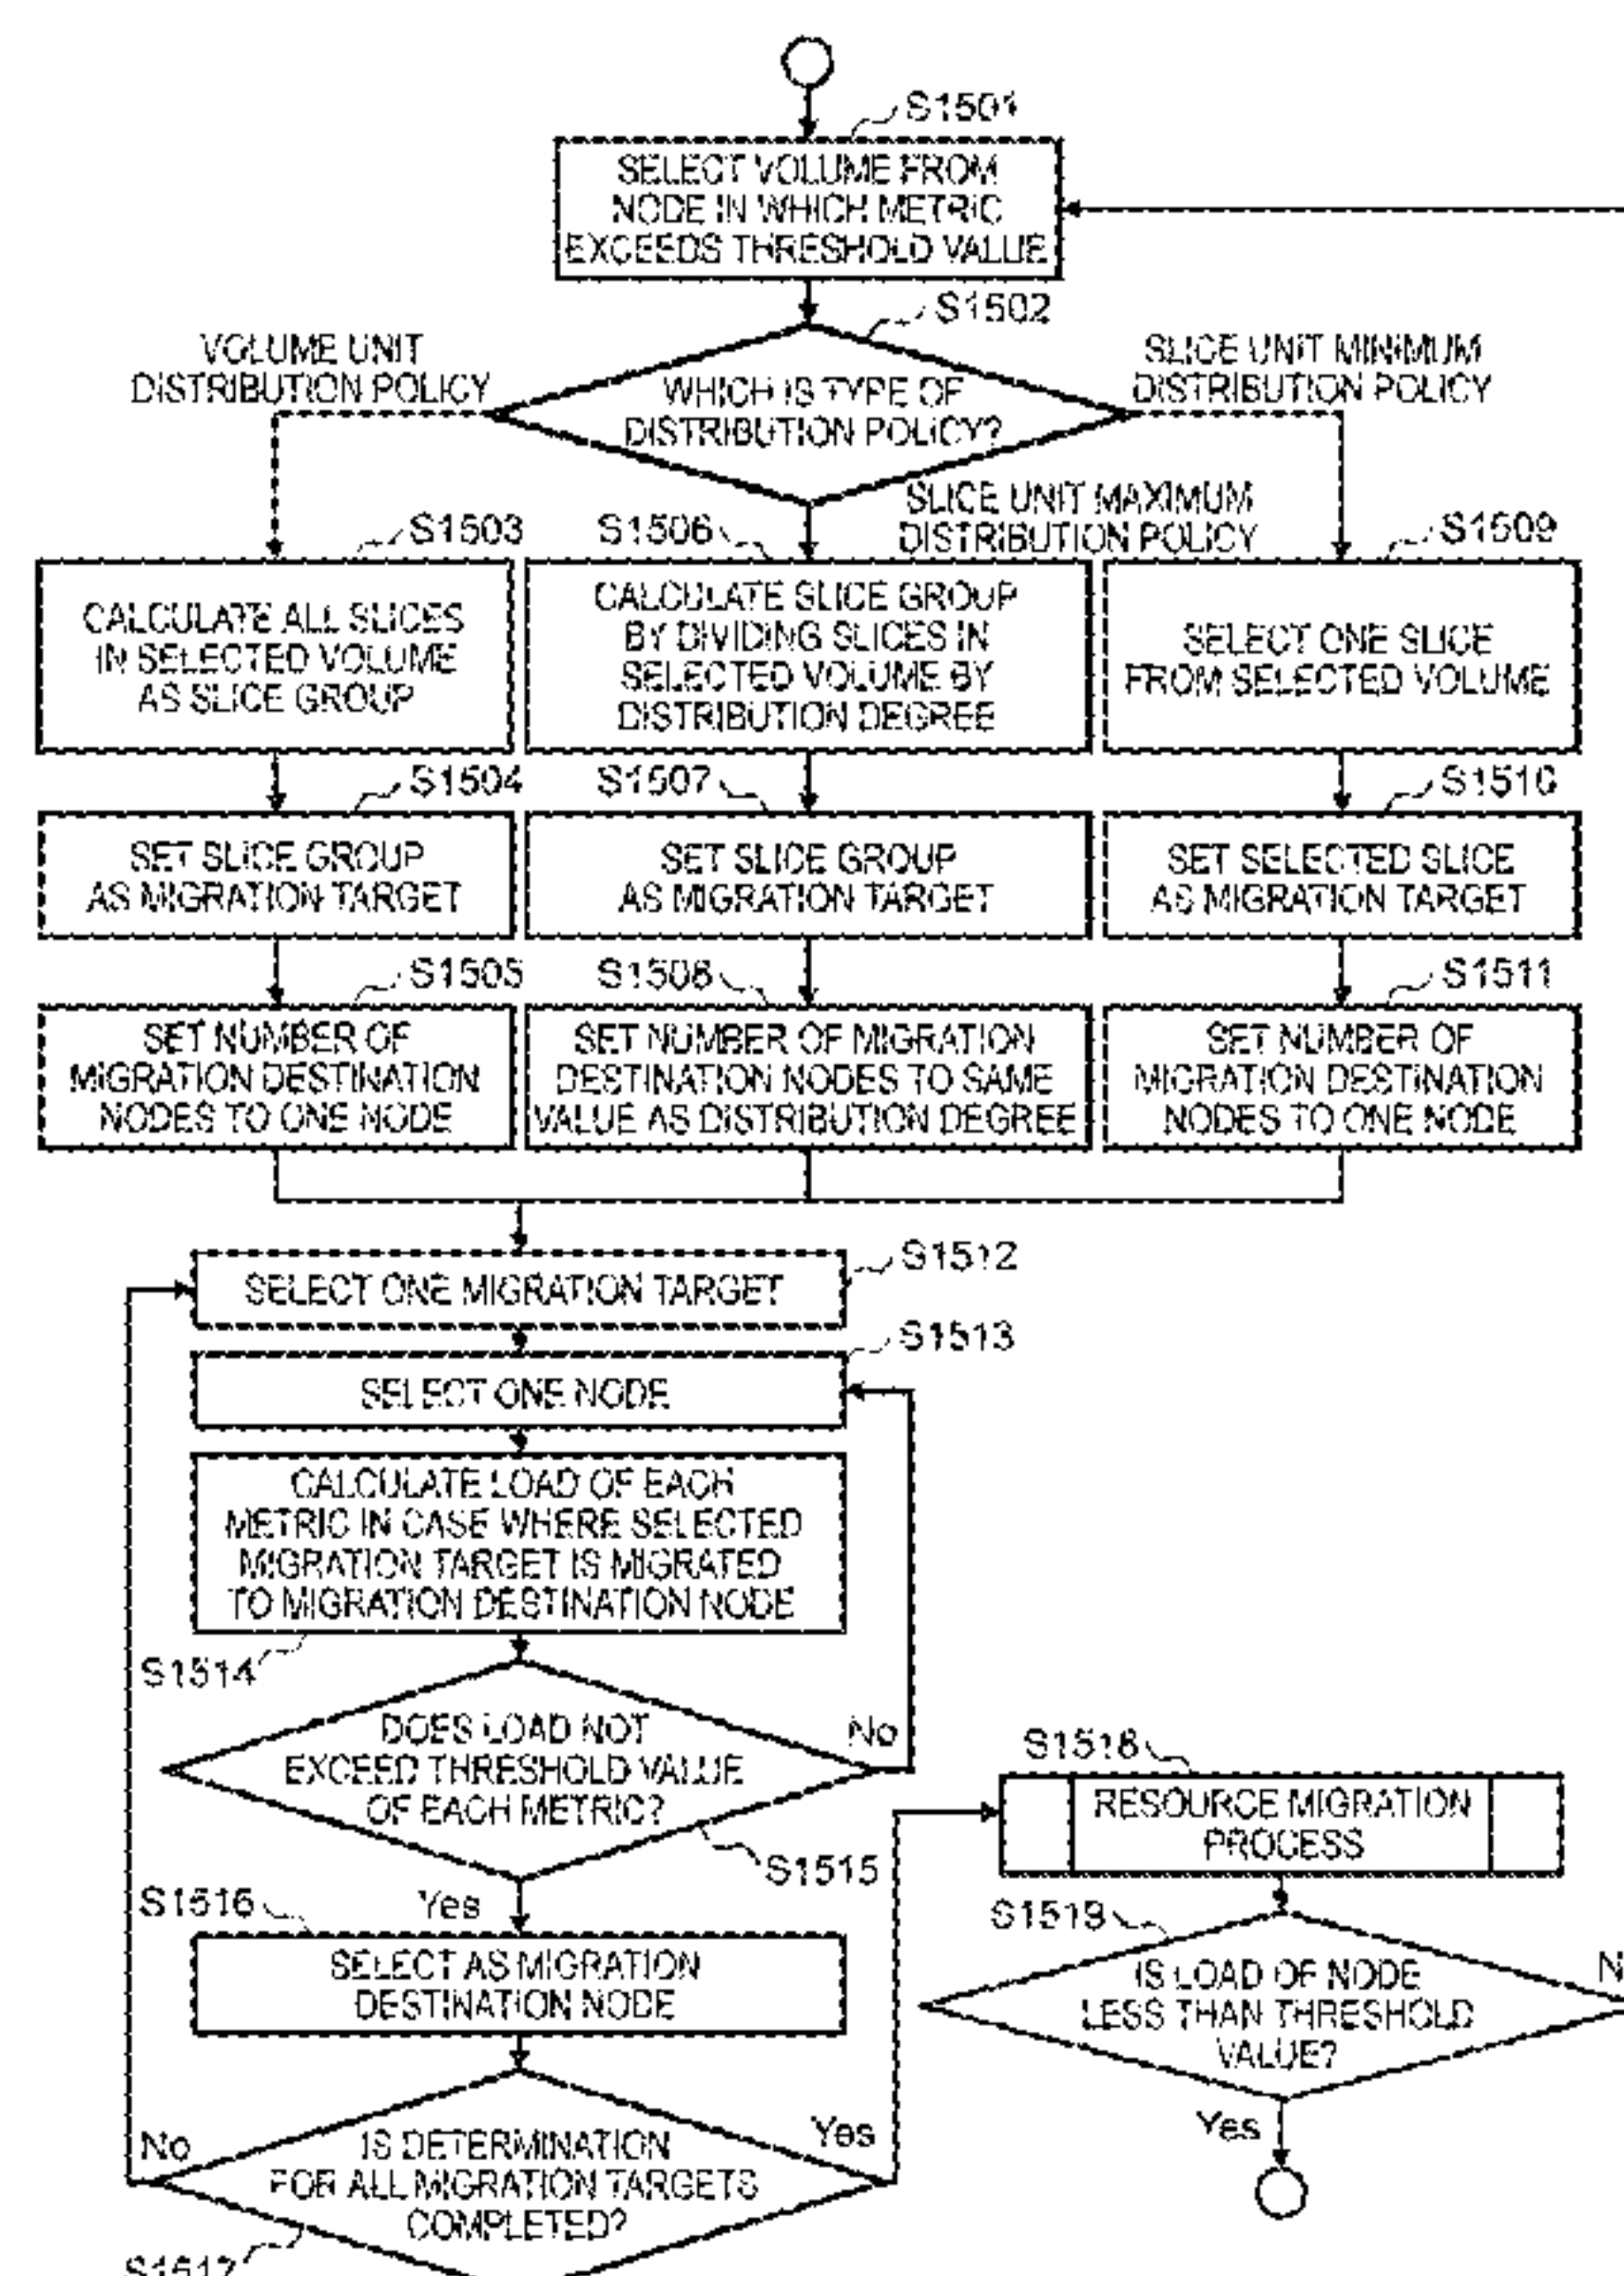 S1501
SELECT VOLUME FROM
NODE IN WHICH METRIC
EXCEEDS THRESHOLD VALUE
S1502
WHICH IS TYPE OF
DISTRIBUTION POLICY?
VOLUME UNIT
DISTRIBUTION POLICY
SLICE UNIT MINIMUM
DISTRIBUTION POLICY
SLICE UNIT MAXIMUM
DISTRIBUTION POLICY
S1503
CALCULATE ALL SLICES
IN SELECTED VOLUME
AS SLICE GROUP
S1506
CALCULATE SLICE GROUP
BY DIVIDING SLICES IN
SELECTED VOLUME BY
DISTRIBUTION DEGREE
S1509
SELECT ONE SLICE
FROM SELECTED VOLUME
S1504
SET SLICE GROUP
AS MIGRATION TARGET
S1507
SET SLICE GROUP
AS MIGRATION TARGET
S1510
SET SELECTED SLICE
AS MIGRATION TARGET
S1505
SET NUMBER OF
MIGRATION DESTINATION
NODES TO ONE NODE
S1508
SET NUMBER OF MIGRATION
DESTINATION NODES TO SAME
VALUE AS DISTRIBUTION DEGREE
S1511
SET NUMBER OF
MIGRATION DESTINATION
NODES TO ONE NODE
S1512
SELECT ONE MIGRATION TARGET
S1513
SELECT ONE NODE
CALCULATE LOAD OF EACH
METRIC IN CASE WHERE SELECTED
MIGRATION TARGET IS MIGRATED
TO MIGRATION DESTINATION NODE
S1514
DOES LOAD NOT
EXCEED THRESHOLD VALUE
OF EACH METRIC?
No
S1515
Yes
S1516
SELECT AS MIGRATION
DESTINATION NODE
IS DETERMINATION
FOR ALL MIGRATION TARGETS
COMPLETED?
No
Yes
S1517
S1518
RESOURCE MIGRATION
PROCESS
S1519
IS LOAD OF NODE
LESS THAN THRESHOLD
VALUE?
Yes